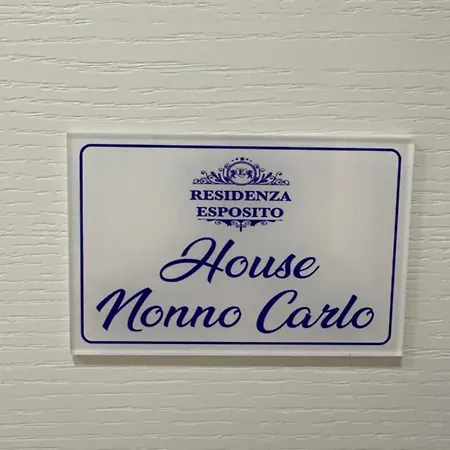 E
RESIDENZA
ESPOSITO
House
Nonno Carlo